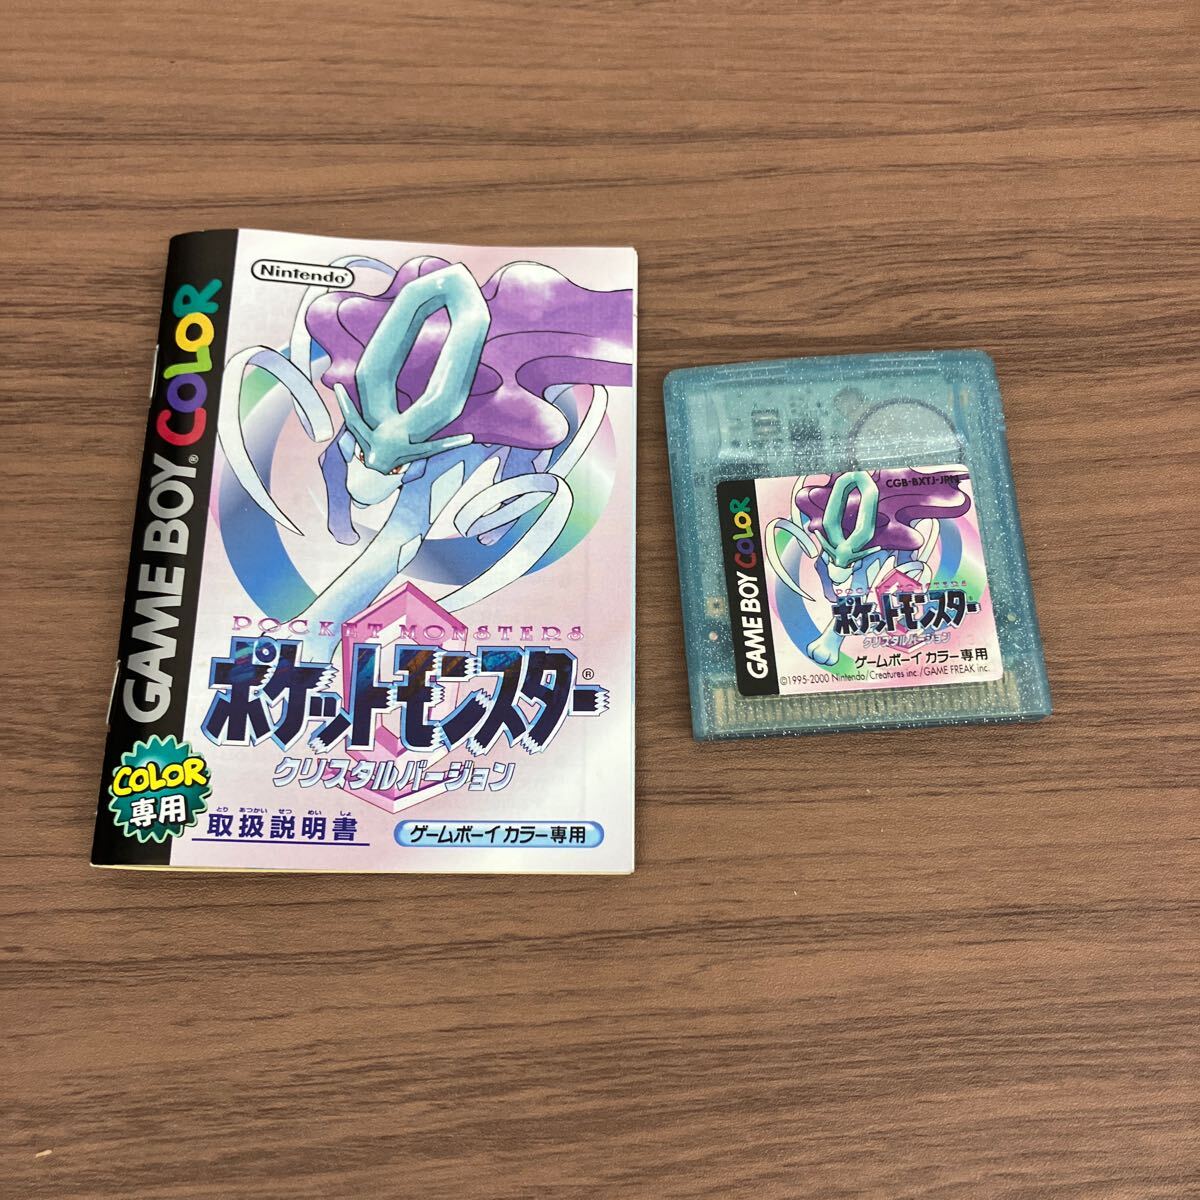 Nintendo®
GAME BOY® COLOR
POCKET MONSTERS
ポケットモンスター®
クリスタルバージョン
COLOR
専用
とり あつかい せつ めい しょ
取扱説明書
ゲームボーイカラー専用
CGB-BXTJ-JPN
GAME BOY COLOR
POCKET MONSTERS
ポケットモンスター
クリスタルバージョン
ゲームボーイカラー専用
©1995-2000 Nintendo/Creatures inc./GAME FREAK inc.